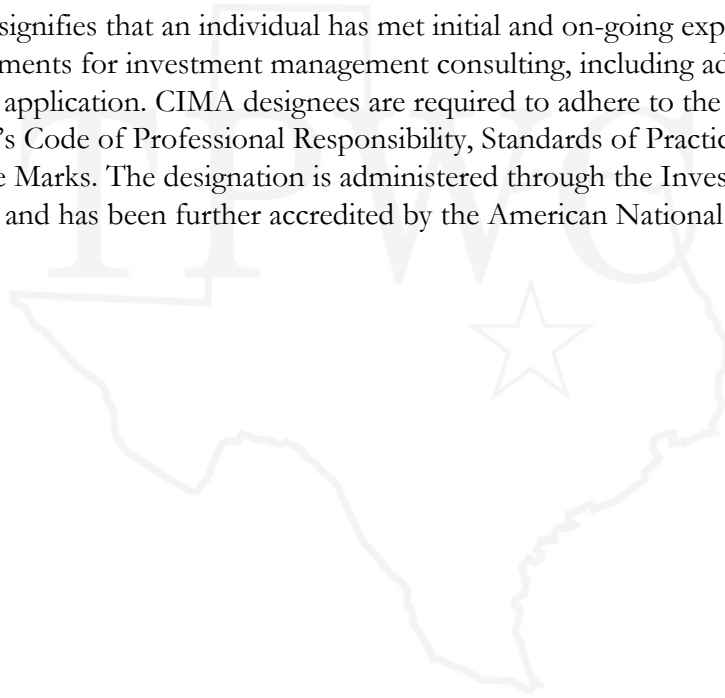 signifies that an individual has met initial and on-going exp
ments for investment management consulting, including ad
application. CIMA designees are required to adhere to the
's Code of Professional Responsibility, Standards of Practic
e Marks. The designation is administered through the Inves
and has been further accredited by the American National
TPWC